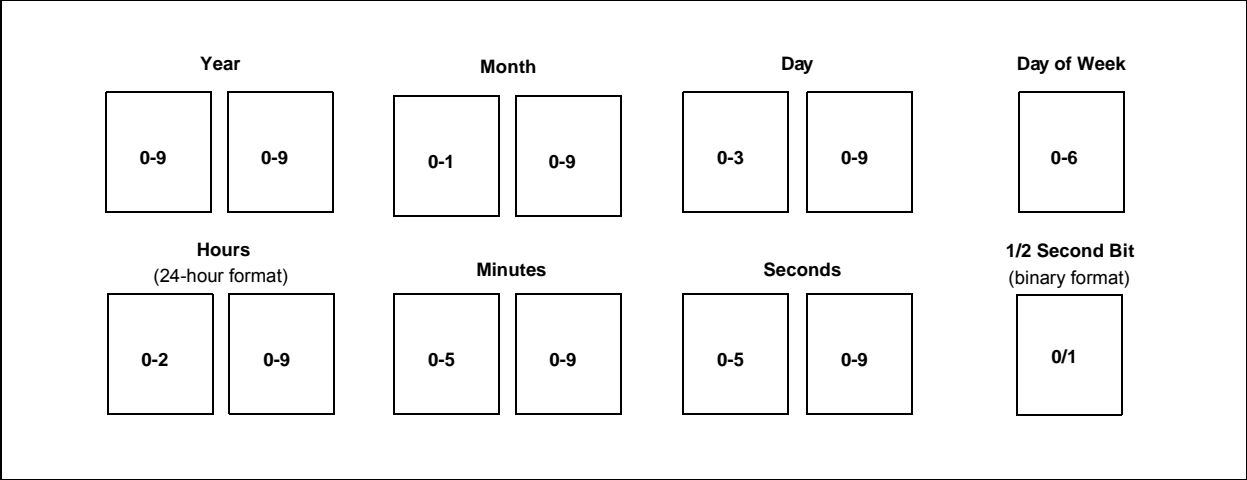 Year Month Day Day of Week
0-9 0-9 0-1 0-9 0-3 0-9 0-6
Hours Minutes Seconds 1/2 Second Bit
(24-hour format) (binary format)
0-2 0-9 0-5 0-9 0-5 0-9 0/1